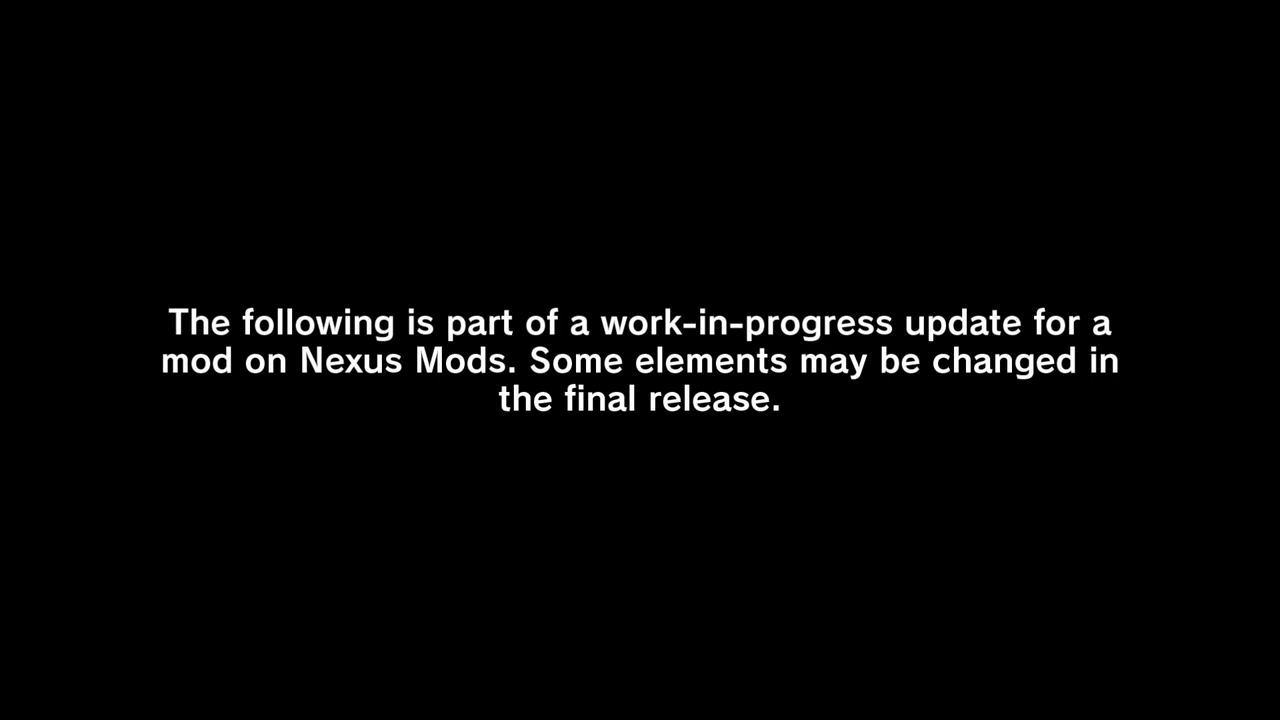 The following is part of a work-in-progress update for a
mod on Nexus Mods. Some elements may be changed in
the final release.